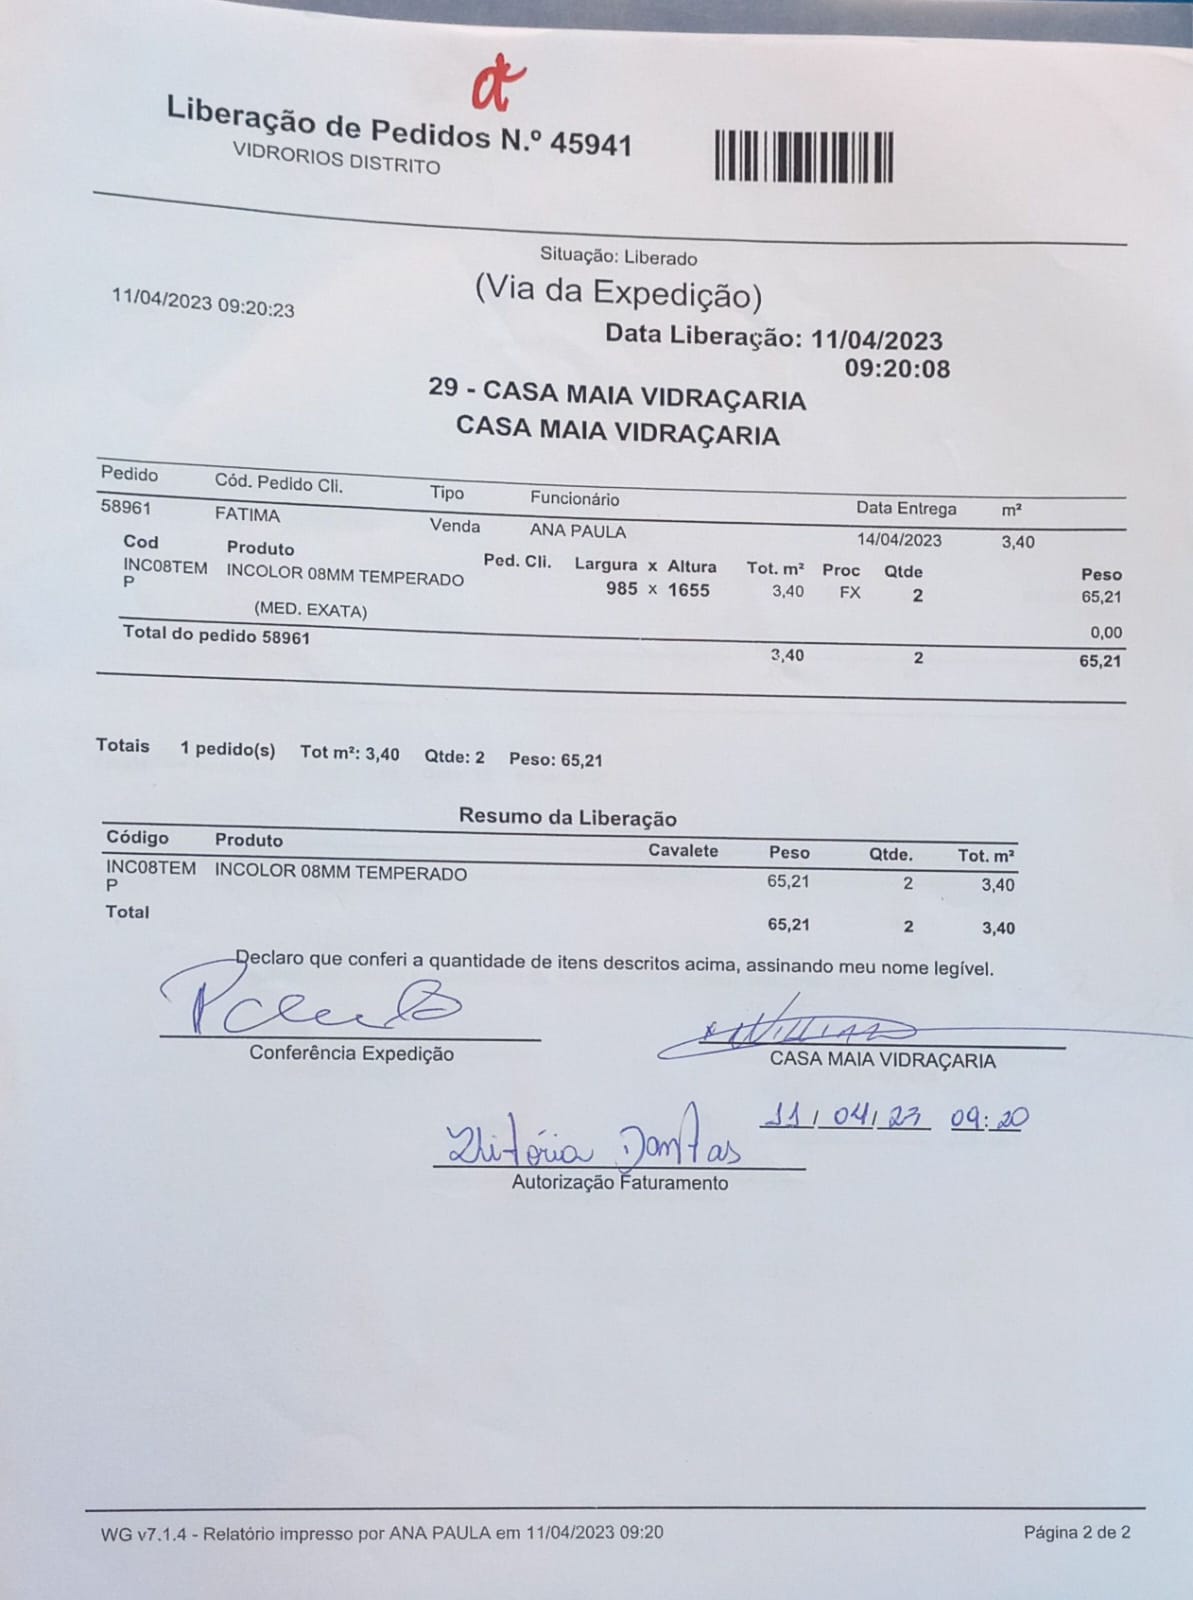 Liberação de Pedidos N.º 45941
VIDRORIOS DISTRITO
Situação: Liberado
(Via da Expedição)
11/04/2023 09:20:23
Data Liberação: 11/04/2023
09:20:08
29 - CASA MAIA VIDRAÇARIA
CASA MAIA VIDRAÇARIA
Pedido Cód. Pedido Cli. Tipo Funcionário Data Entrega m²
58961 FATIMA Venda ANA PAULA 14/04/2023 3,40
Cod Produto Ped. Cli. Largura x Altura Tot. m² Proc Qtde Peso
INC08TEM INCOLOR 08MM TEMPERADO 985 x 1655 3,40 FX 2 65,21
P
(MED. EXATA) 0,00
Total do pedido 58961 3,40 2 65,21
Totais 1 pedido(s) Tot m²: 3,40 Qtde: 2 Peso: 65,21
Resumo da Liberação
Código Produto Cavalete Peso Qtde. Tot. m²
INC08TEM INCOLOR 08MM TEMPERADO 65,21 2 3,40
P
Total 65,21 2 3,40
Declaro que conferi a quantidade de itens descritos acima, assinando meu nome legível.
Conferência Expedição
CASA MAIA VIDRAÇARIA
11/04/23 09:20
Vitória Dantas
Autorização Faturamento
WG v7.1.4 - Relatório impresso por ANA PAULA em 11/04/2023 09:20 Página 2 de 2